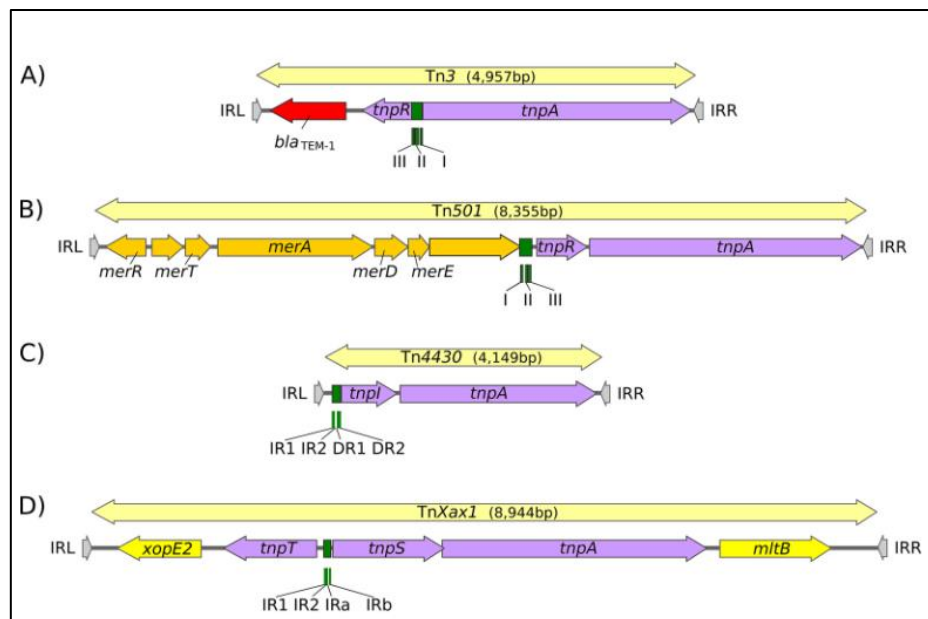 A)
Tn3 (4,957bp)
IRL tnpR tnpA IRR
blaTEM-1
III II I
B)
Tn501 (8,355bp)
IRL merA tnpR tnpA IRR
merR merT merD merE
I II III
C)
Tn4430 (4,149bp)
IRL tnpI tnpA IRR
IR1 IR2 DR1 DR2
D)
TnXax1 (8,944bp)
IRL xopE2 tnpT tnpS tnpA mltB IRR
IR1 IR2 IRa IRb